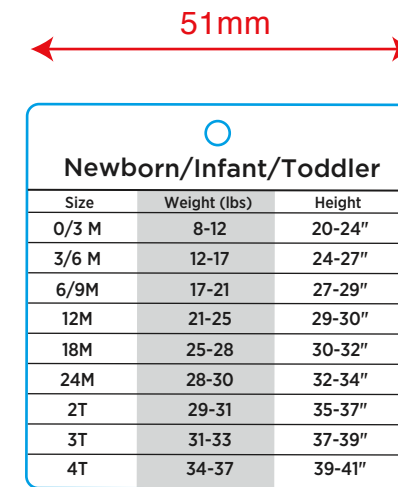 51mm
Newborn/Infant/Toddler
Size Weight (lbs) Height
0/3 M 8-12 20-24"
3/6 M 12-17 24-27"
6/9M 17-21 27-29"
12M 21-25 29-30"
18M 25-28 30-32"
24M 28-30 32-34"
2T 29-31 35-37"
3T 31-33 37-39"
4T 34-37 39-41"